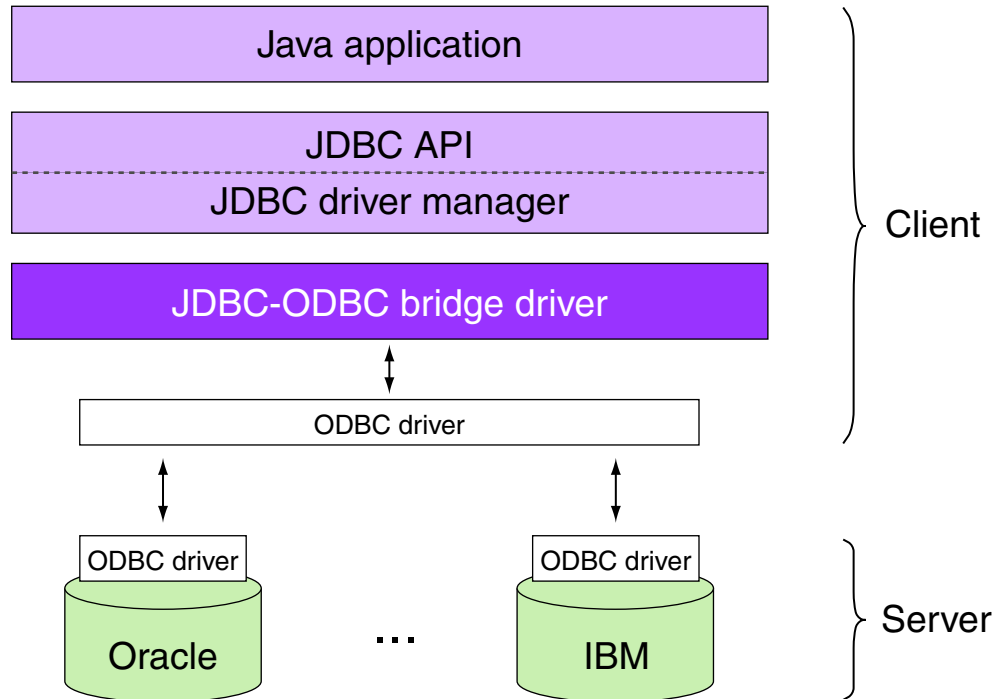 Java application
JDBC API
JDBC driver manager
Client
JDBC-ODBC bridge driver
ODBC driver
ODBC driver
ODBC driver
Server
Oracle
...
IBM